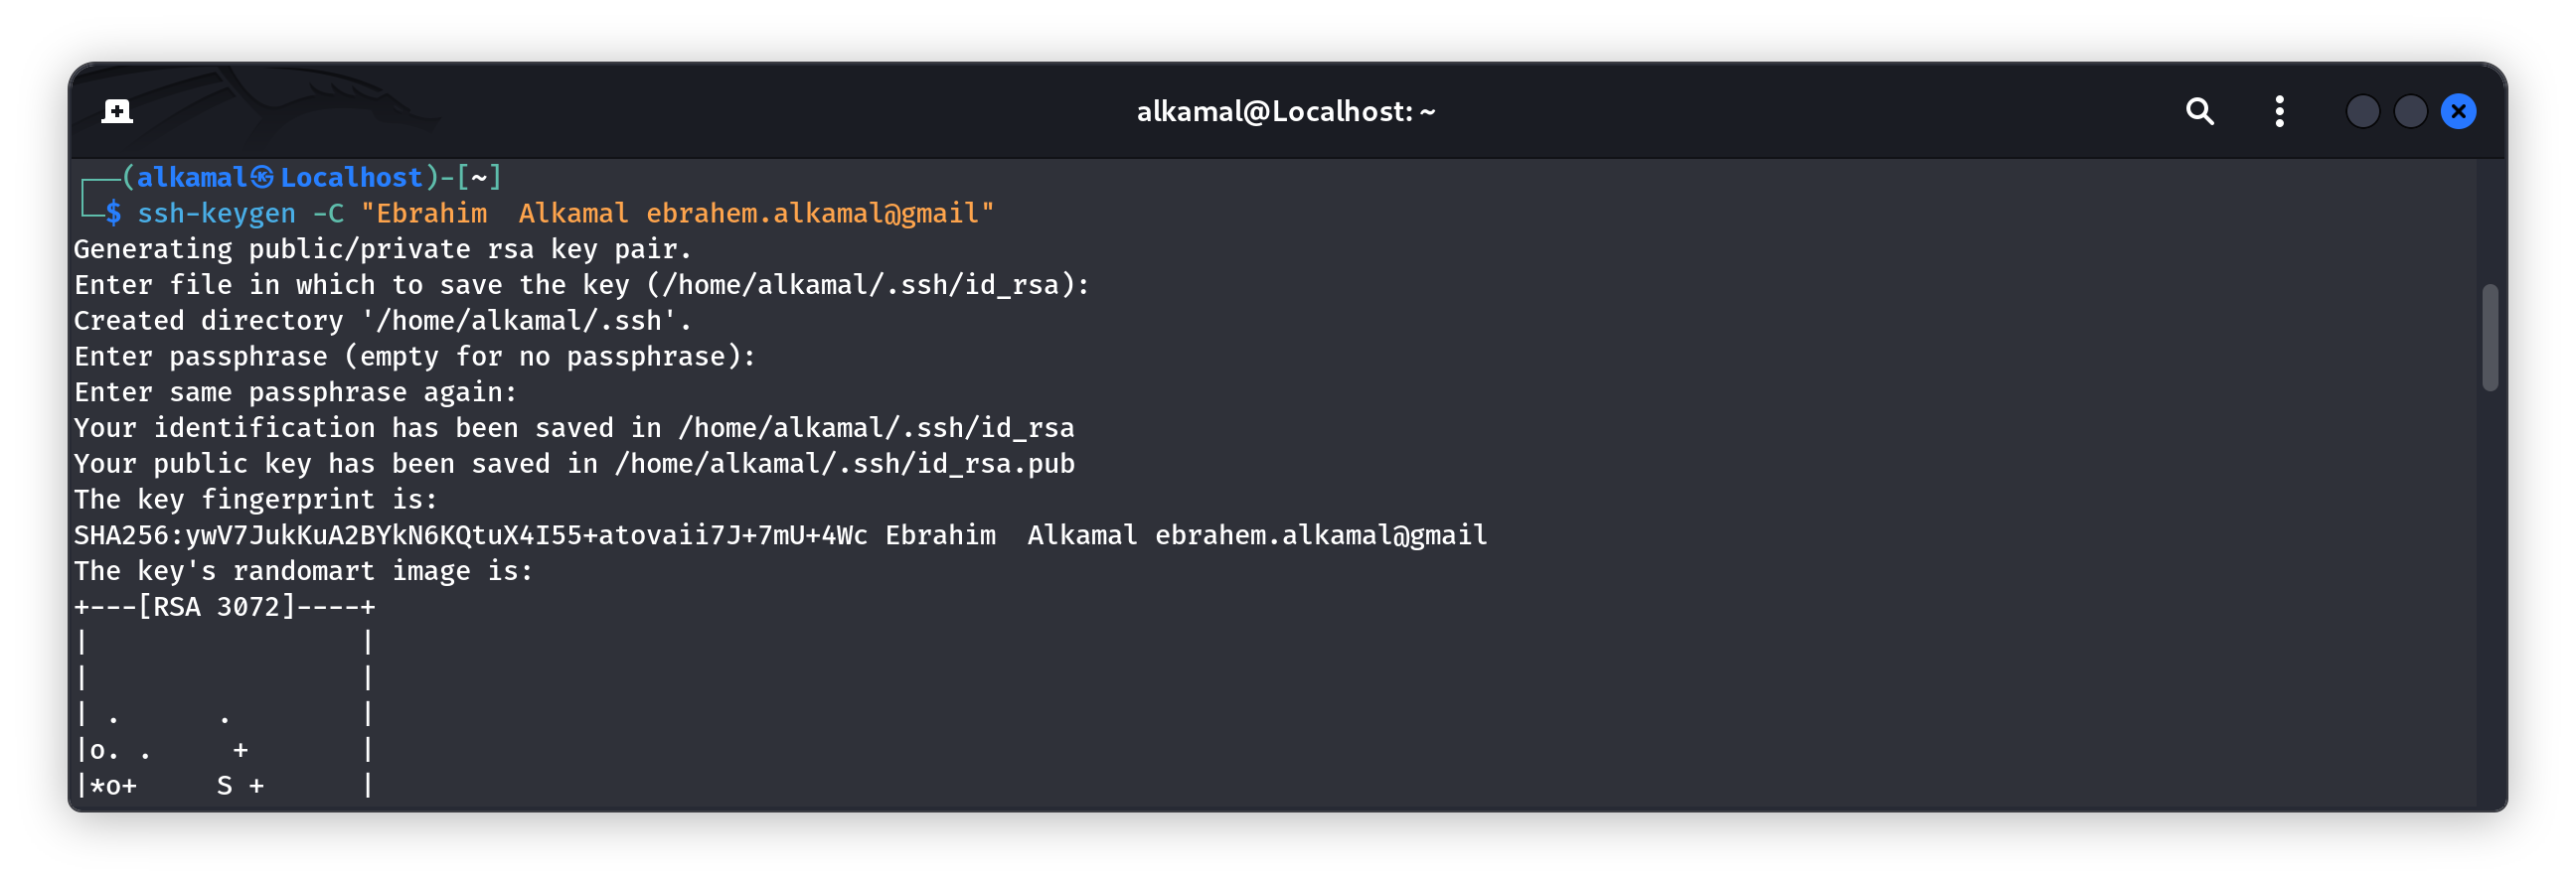 alkamal@Localhost: ~
┌──(alkamal㉿Localhost)-[~]
└─$ ssh-keygen -C "Ebrahim  Alkamal ebrahem.alkamal@gmail"
Generating public/private rsa key pair.
Enter file in which to save the key (/home/alkamal/.ssh/id_rsa):
Created directory '/home/alkamal/.ssh'.
Enter passphrase (empty for no passphrase):
Enter same passphrase again:
Your identification has been saved in /home/alkamal/.ssh/id_rsa
Your public key has been saved in /home/alkamal/.ssh/id_rsa.pub
The key fingerprint is:
SHA256:ywV7JukKuA2BYkN6KQtuX4I55+atovaii7J+7mU+4Wc Ebrahim  Alkamal ebrahem.alkamal@gmail
The key's randomart image is:
+---[RSA 3072]----+
|                 |
|                 |
| .      .        |
|o. .     +       |
|*o+     S +      |